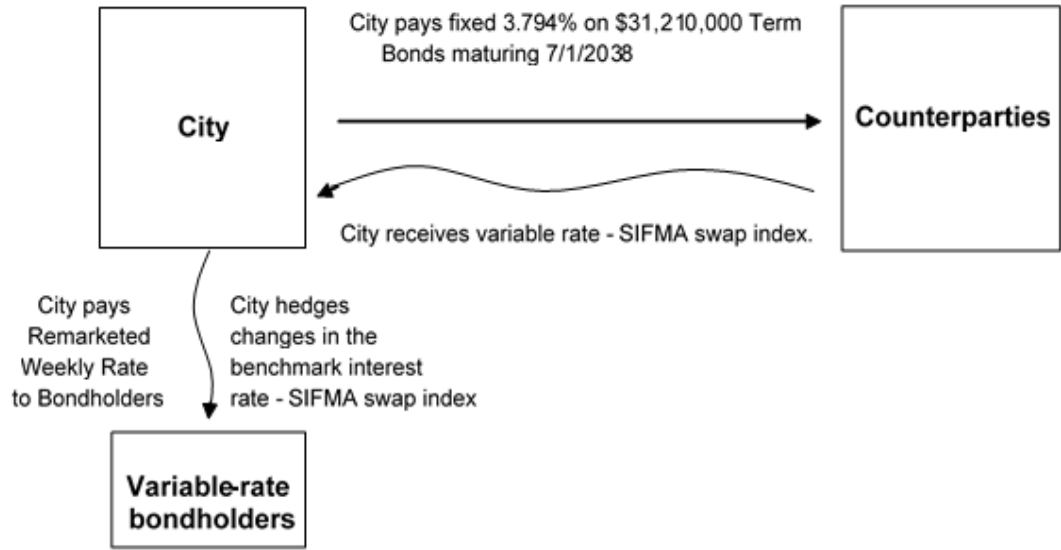 City pays fixed 3.794% on $31,210,000 Term
Bonds maturing 7/1/2038
City
Counterparties
City receives variable rate - SIFMA swap index.
City pays
Remarketed
Weekly Rate
to Bondholders
City hedges
changes in the
benchmark interest
rate - SIFMA swap index
Variable-rate
bondholders